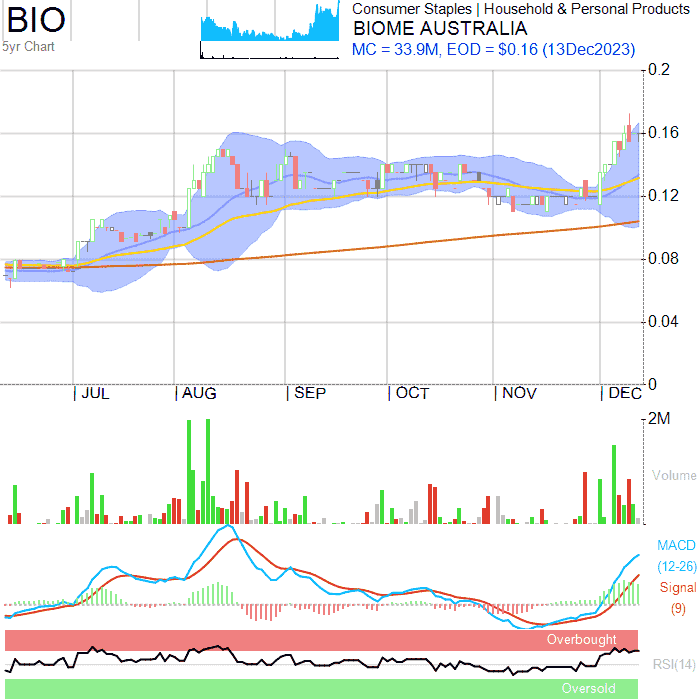 BIO
5yr Chart
Consumer Staples | Household & Personal Products
BIOME AUSTRALIA
MC = 33.9M, EOD = $0.16 (13Dec2023)
0.2
0.16
0.12
0.08
0.04
0
| JUL | AUG | SEP | OCT | NOV | DEC
2M
Volume
MACD
(12-26)
Signal
(9)
Overbought
RSI(14)
Oversold